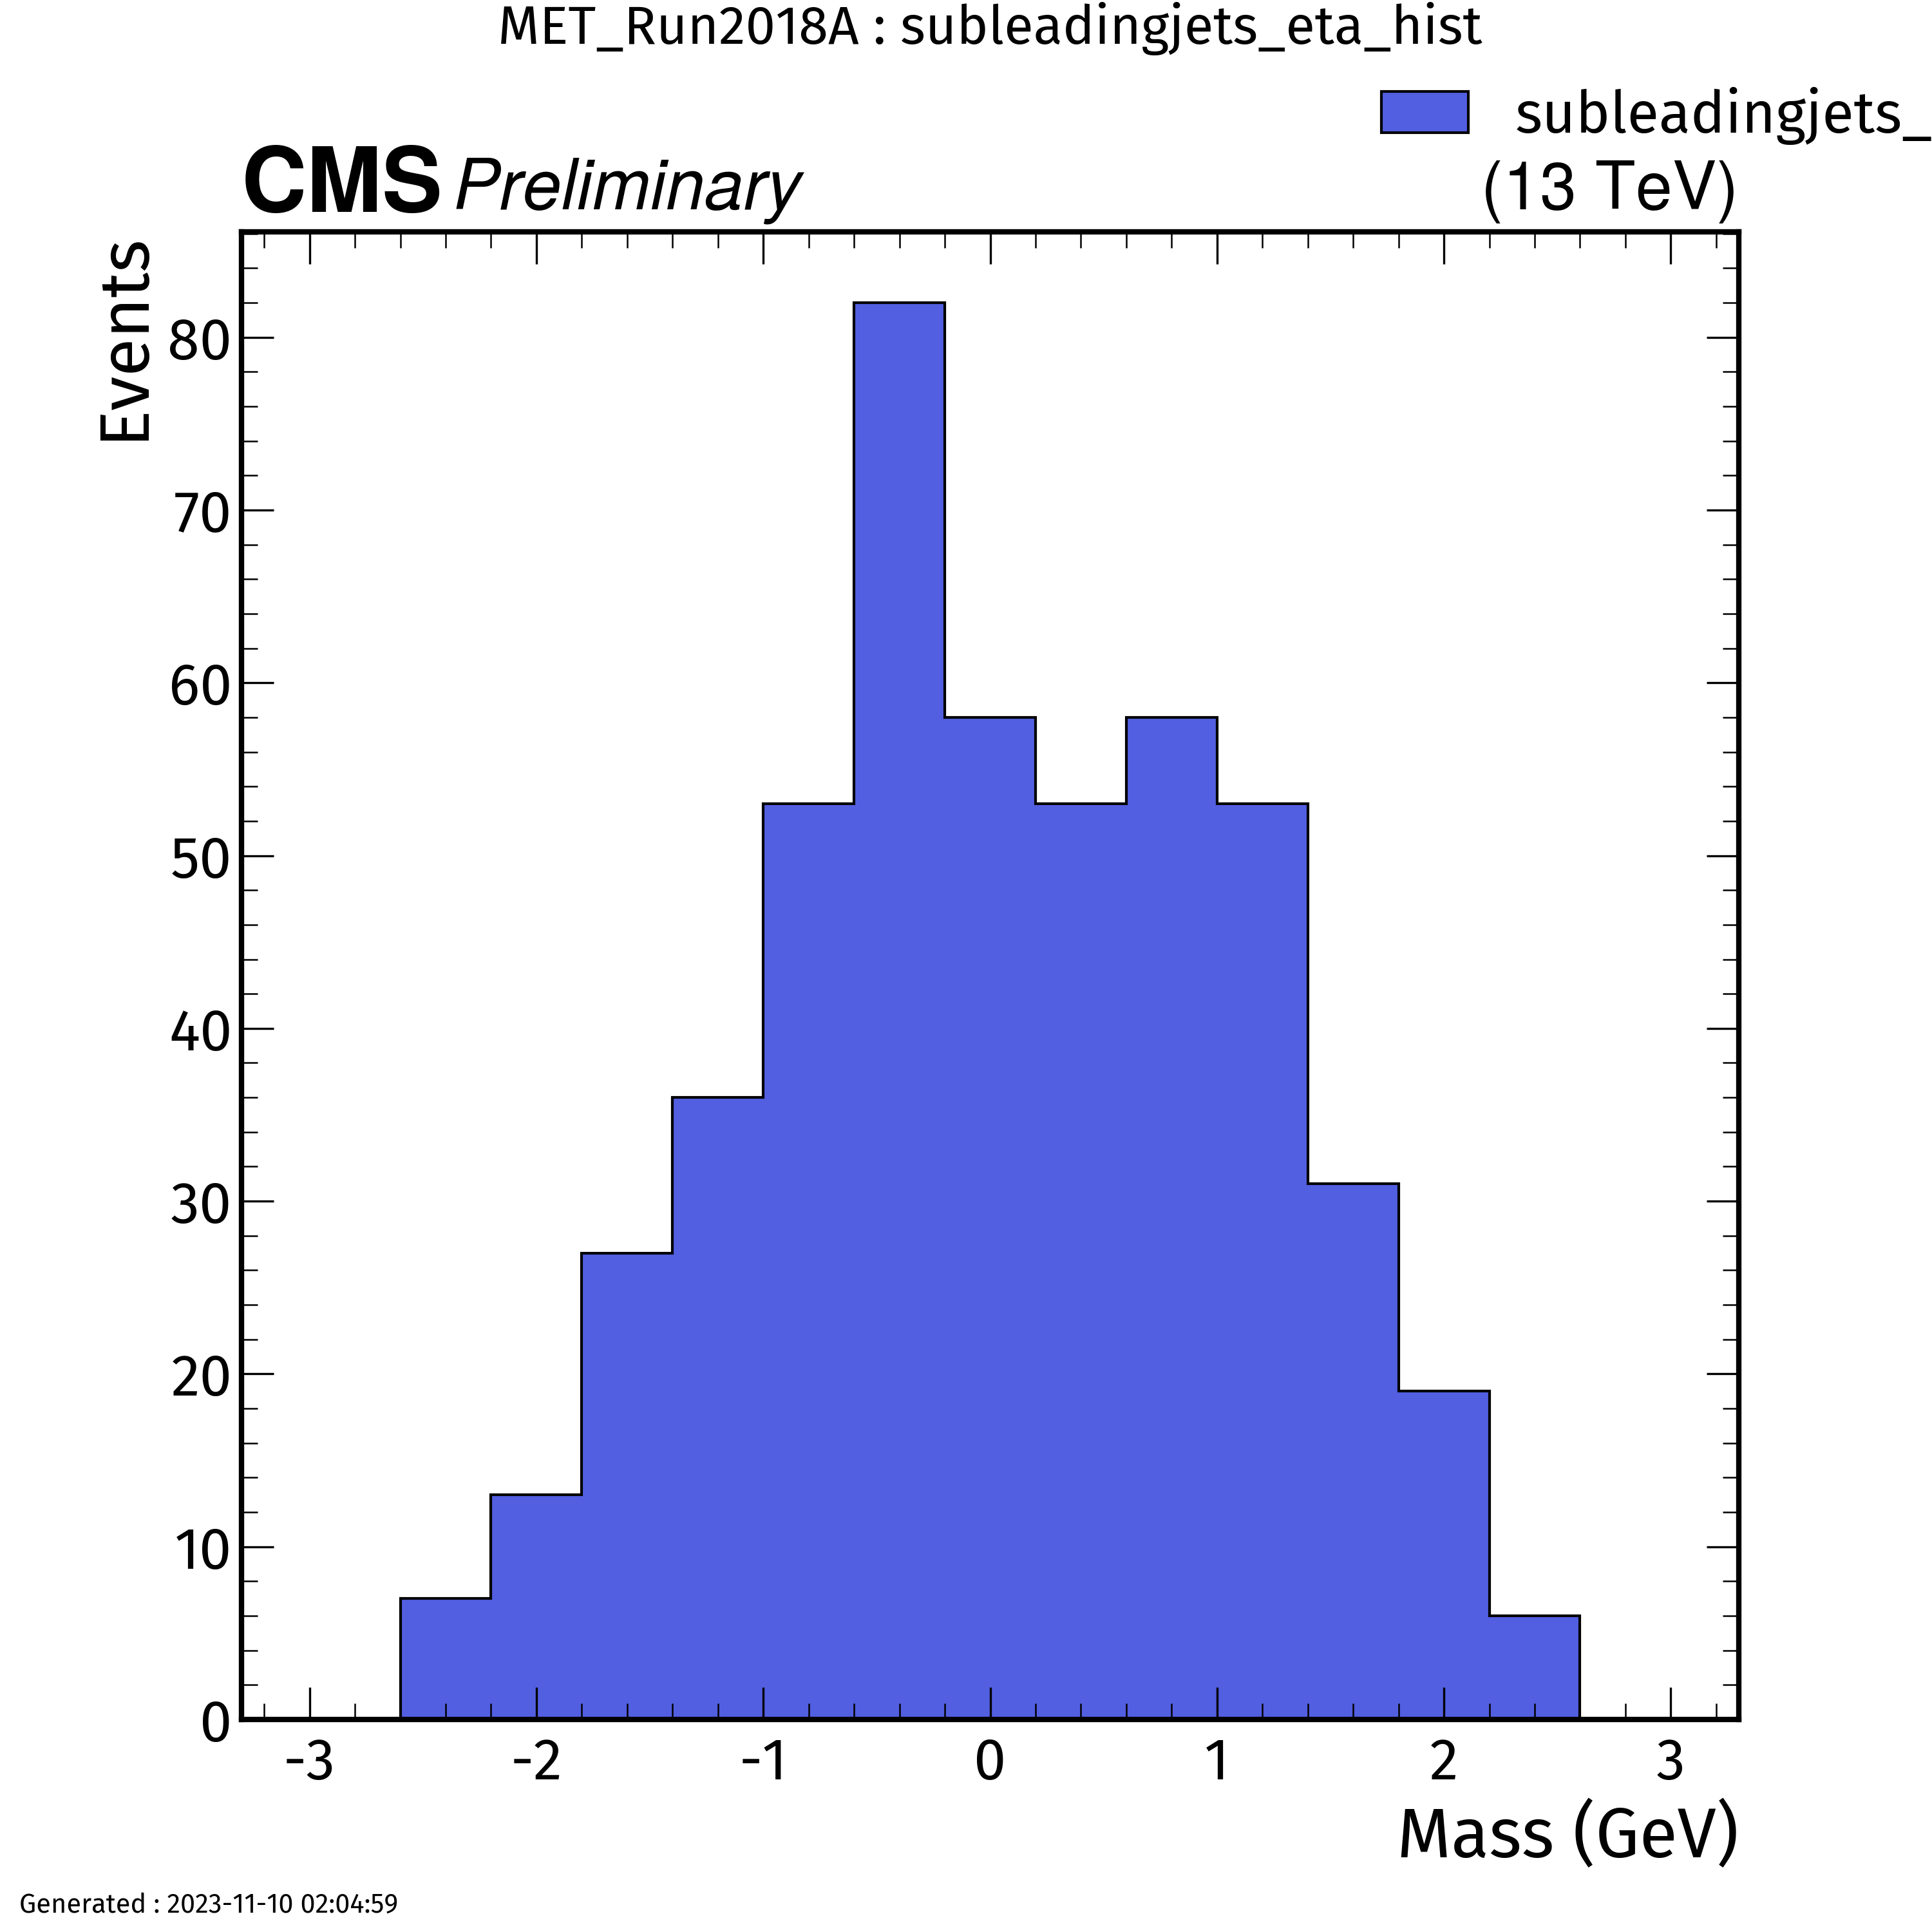 MET_Run2018A : subleadingjets_eta_hist
subleadingjets_
CMS Preliminary (13 TeV)
Events
80
70
60
50
40
30
20
10
0
-3 -2 -1 0 1 2 3
Mass (GeV)
Generated : 2023-11-10 02:04:59